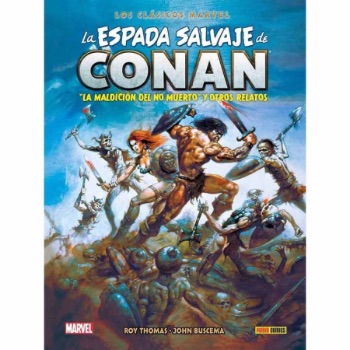 LOS CLÁSICOS MARVEL
LA ESPADA SALVAJE DE
CONAN
"LA MALDICIÓN DEL NO MUERTO" Y OTROS RELATOS
MARVEL
ROY THOMAS - JOHN BUSCEMA
PANINI COMICS